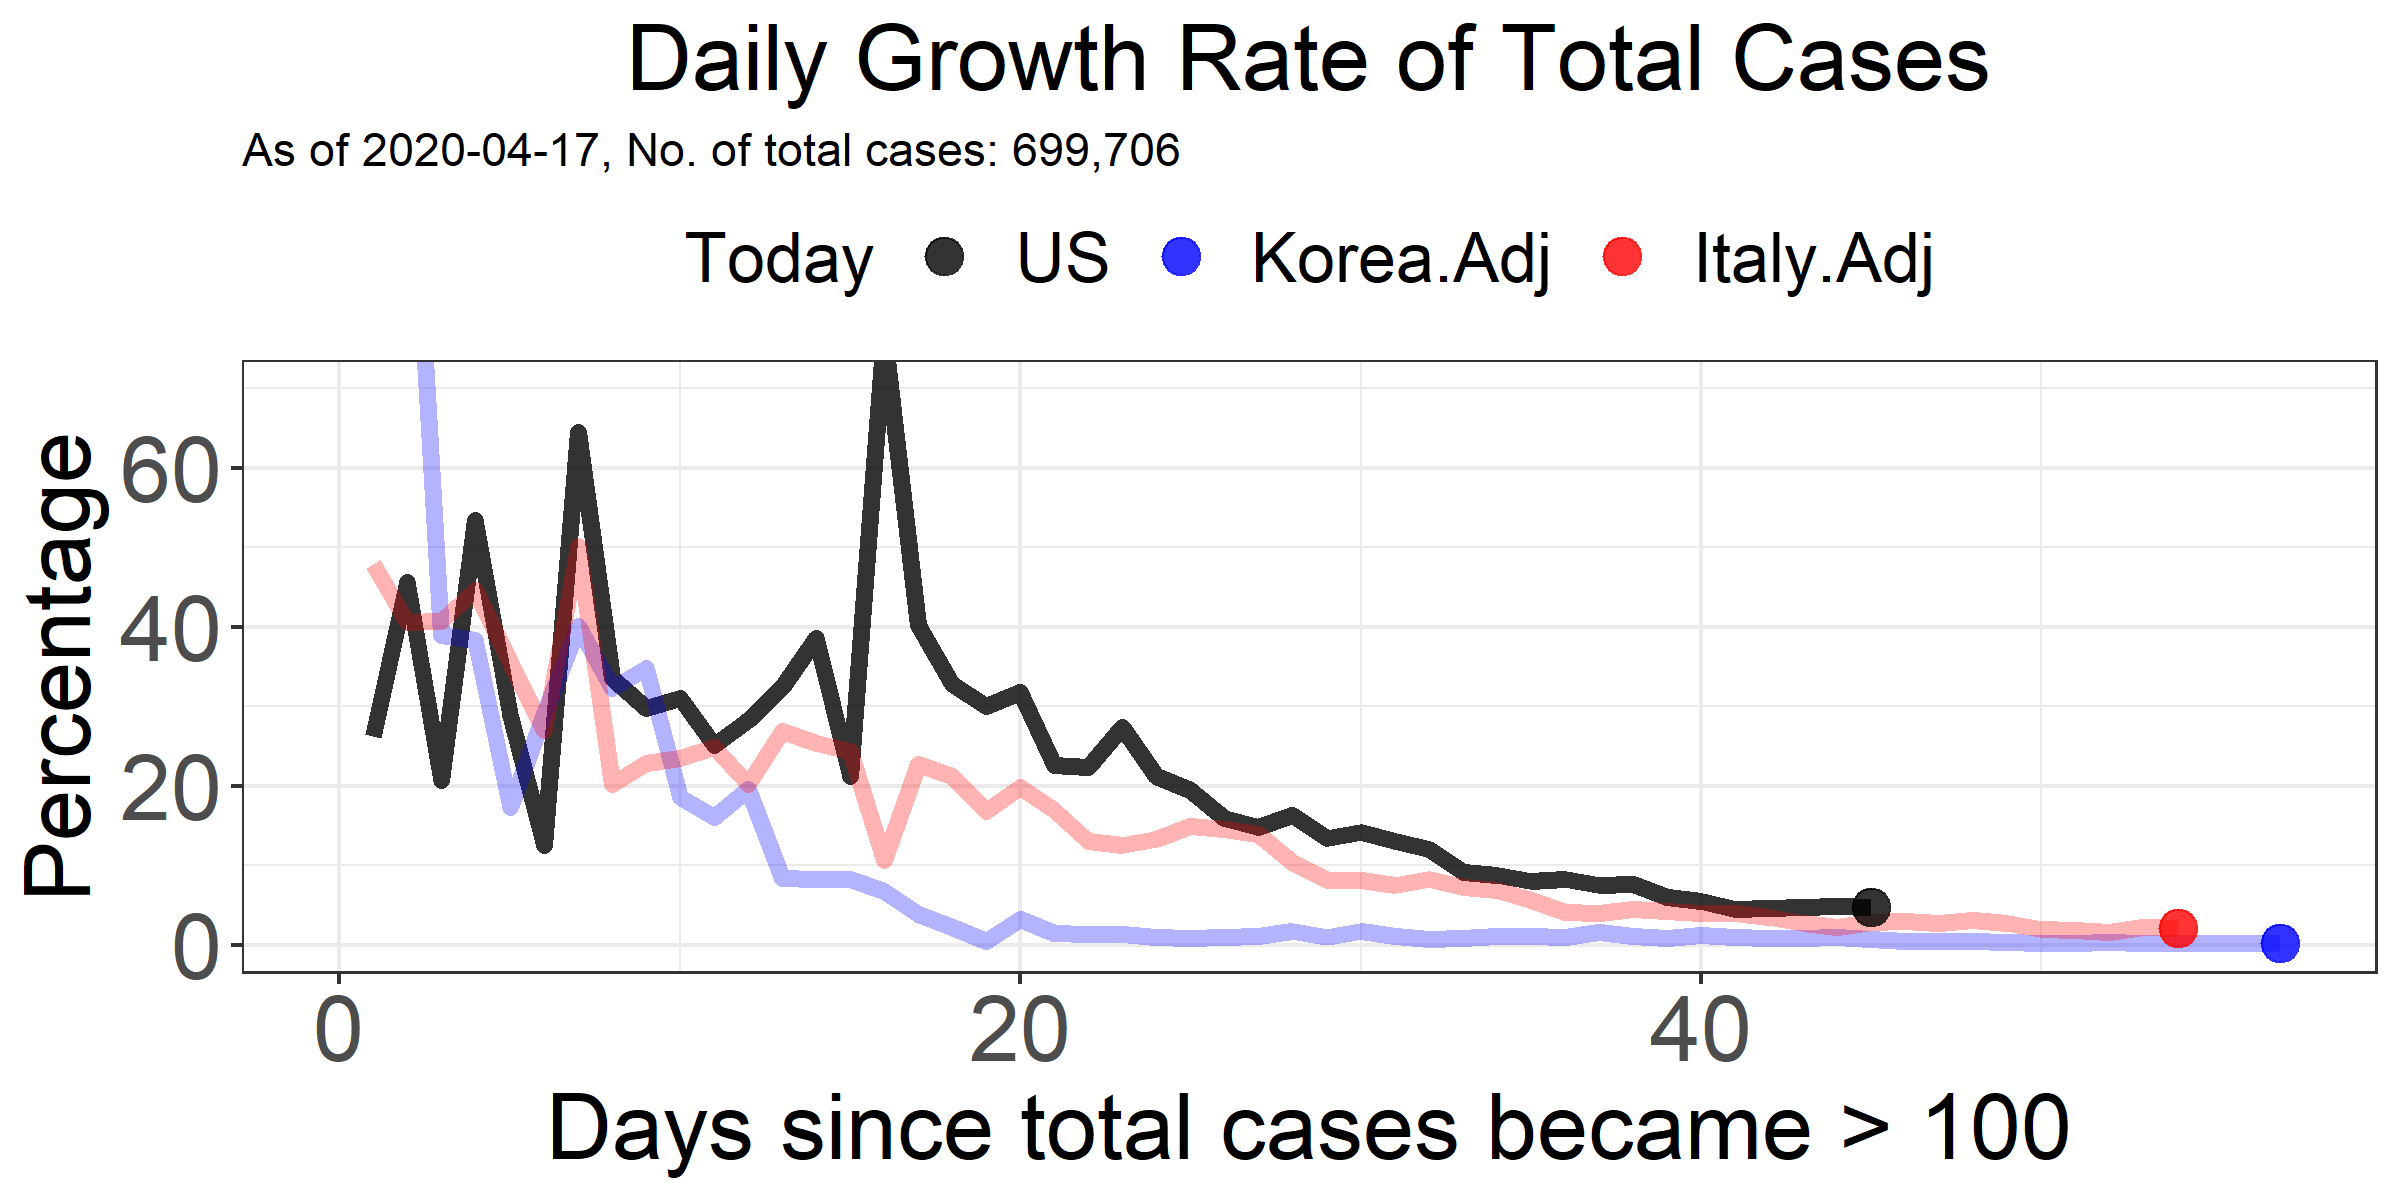 Daily Growth Rate of Total Cases
As of 2020-04-17, No. of total cases: 699,706
Today US Korea.Adj Italy.Adj
Percentage
60
40
20
0
0 20 40
Days since total cases became > 100